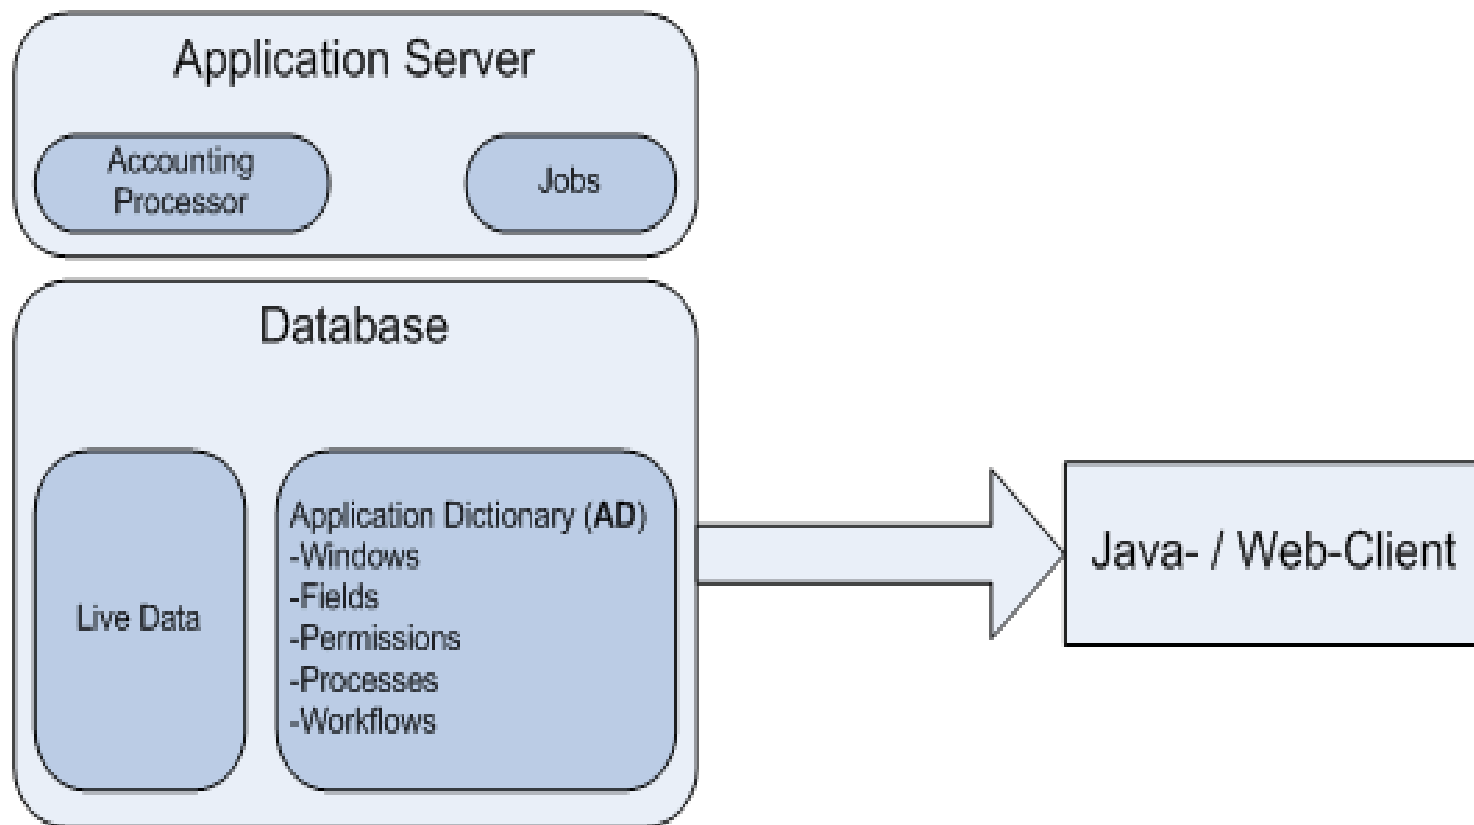 Application Server
Accounting
Processor
Jobs
Database
Live Data
Application Dictionary (AD)
-Windows
-Fields
-Permissions
-Processes
-Workflows
Java- / Web-Client